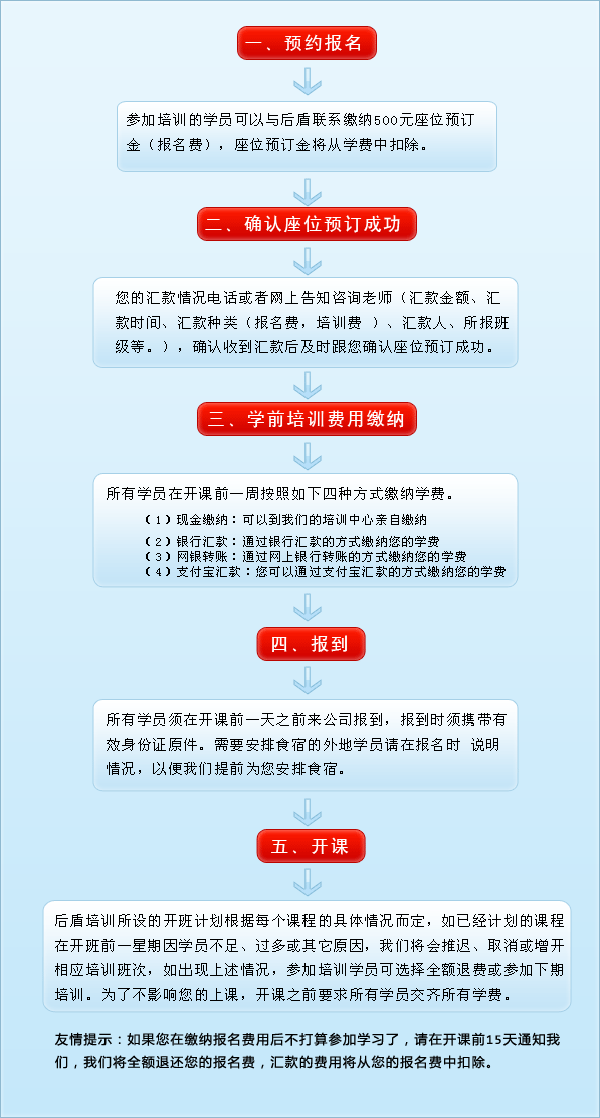 一、预约报名
参加培训的学员可以与后盾联系缴纳500元座位预订
金（报名费），座位预订金将从学费中扣除。
二、确认座位预订成功
您的汇款情况电话或者网上告知咨询老师（汇款金额、汇
款时间、汇款种类（报名费，培训费 ）、汇款人、所报班
级等。），确认收到汇款后及时跟您确认座位预订成功。
三、学前培训费用缴纳
所有学员在开课前一周按照如下四种方式缴纳学费。
（1）现金缴纳：可以到我们的培训中心亲自缴纳
（2）银行汇款：通过银行汇款的方式缴纳您的学费
（3）网银转账：通过网上银行转账的方式缴纳您的学费
（4）支付宝汇款：您可以通过支付宝汇款的方式缴纳您的学费
四、报到
所有学员须在开课前一天之前来公司报到，报到时须携带有
效身份证原件。需要安排食宿的外地学员请在报名时 说明
情况，以便我们提前为您安排食宿。
五、开课
后盾培训所设的开班计划根据每个课程的具体情况而定，如已经计划的课程
在开班前一星期因学员不足、过多或其它原因，我们将会推迟、取消或增开
相应培训班次，如出现上述情况，参加培训学员可选择全额退费或参加下期
培训。为了不影响您的上课，开课之前要求所有学员交齐所有学费。
友情提示：如果您在缴纳报名费用后不打算参加学习了，请在开课前15天通知我
们，我们将全额退还您的报名费，汇款的费用将从您的报名费中扣除。